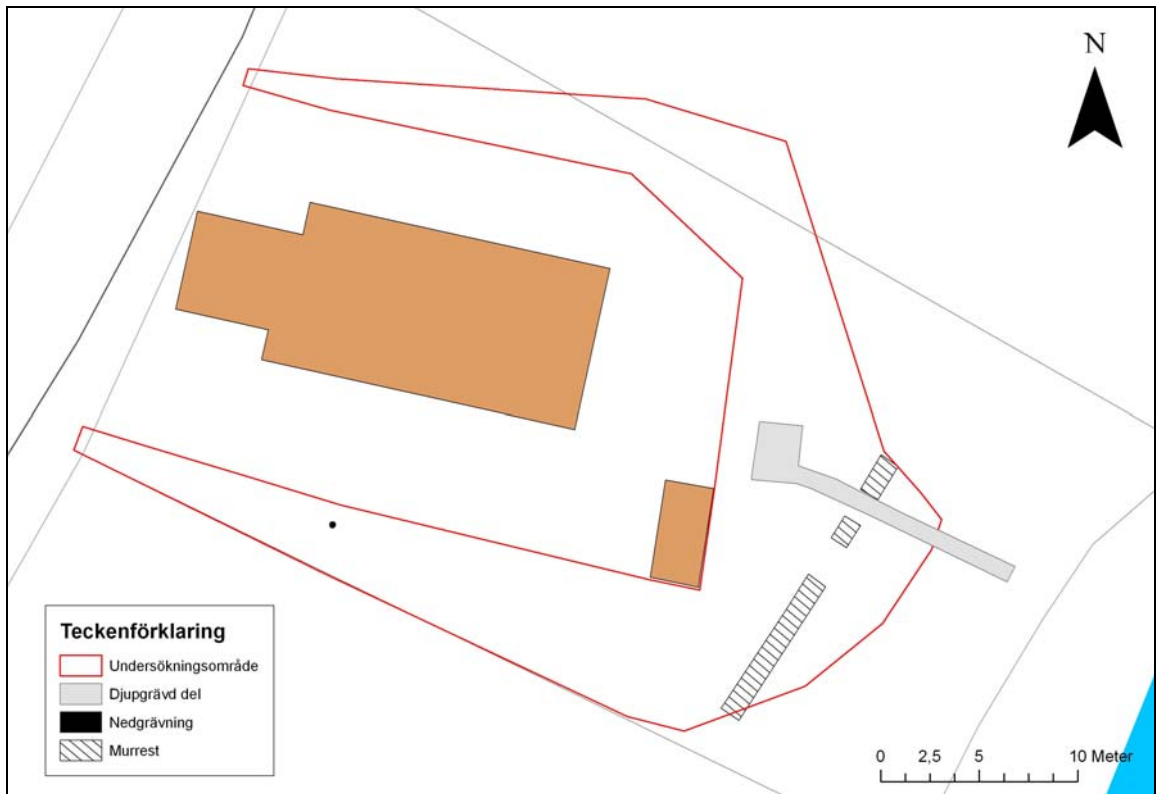 N
Teckenförklaring
Undersökningsområde
Djupgrävd del
Nedgrävning
Murrest
0 2,5 5 10 Meter